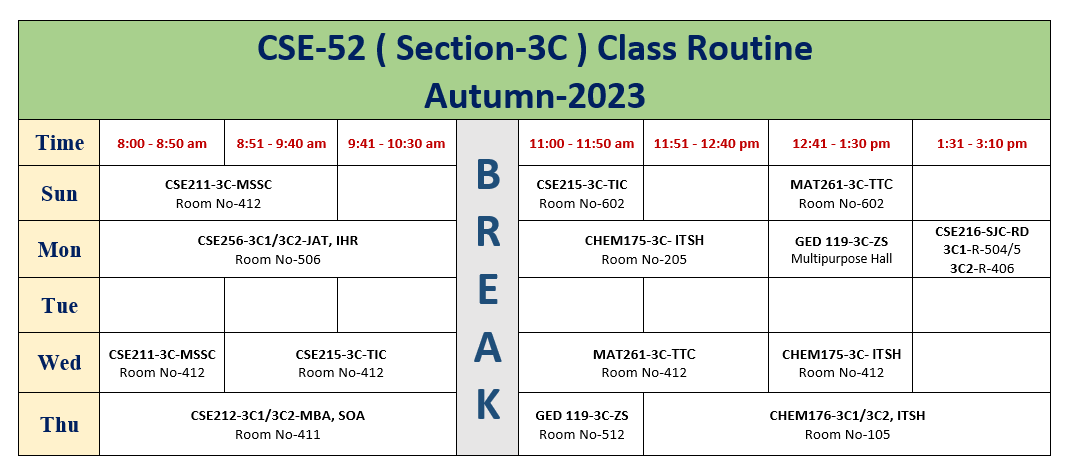 CSE-52 ( Section-3C ) Class Routine
Autumn-2023
Time
8:00 - 8:50 am
8:51 - 9:40 am
9:41 - 10:30 am
BREAK
11:00 - 11:50 am
11:51 - 12:40 pm
12:41 - 1:30 pm
1:31 - 3:10 pm
Sun
CSE211-3C-MSSC
Room No-412
CSE215-3C-TIC
Room No-602
MAT261-3C-TTC
Room No-602
Mon
CSE256-3C1/3C2-JAT, IHR
Room No-506
CHEM175-3C- ITSH
Room No-205
GED 119-3C-ZS
Multipurpose Hall
CSE216-SJC-RD
3C1-R-504/5
3C2-R-406
Tue
Wed
CSE211-3C-MSSC
Room No-412
CSE215-3C-TIC
Room No-412
MAT261-3C-TTC
Room No-412
CHEM175-3C- ITSH
Room No-412
Thu
CSE212-3C1/3C2-MBA, SOA
Room No-411
GED 119-3C-ZS
Room No-512
CHEM176-3C1/3C2, ITSH
Room No-105